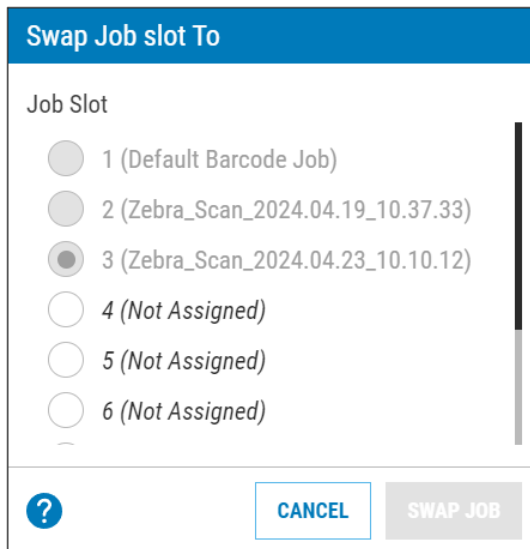 Swap Job slot To
Job Slot
1 (Default Barcode Job)
2 (Zebra_Scan_2024.04.19_10.37.33)
3 (Zebra_Scan_2024.04.23_10.10.12)
4 (Not Assigned)
5 (Not Assigned)
6 (Not Assigned)
? CANCEL SWAP JOB